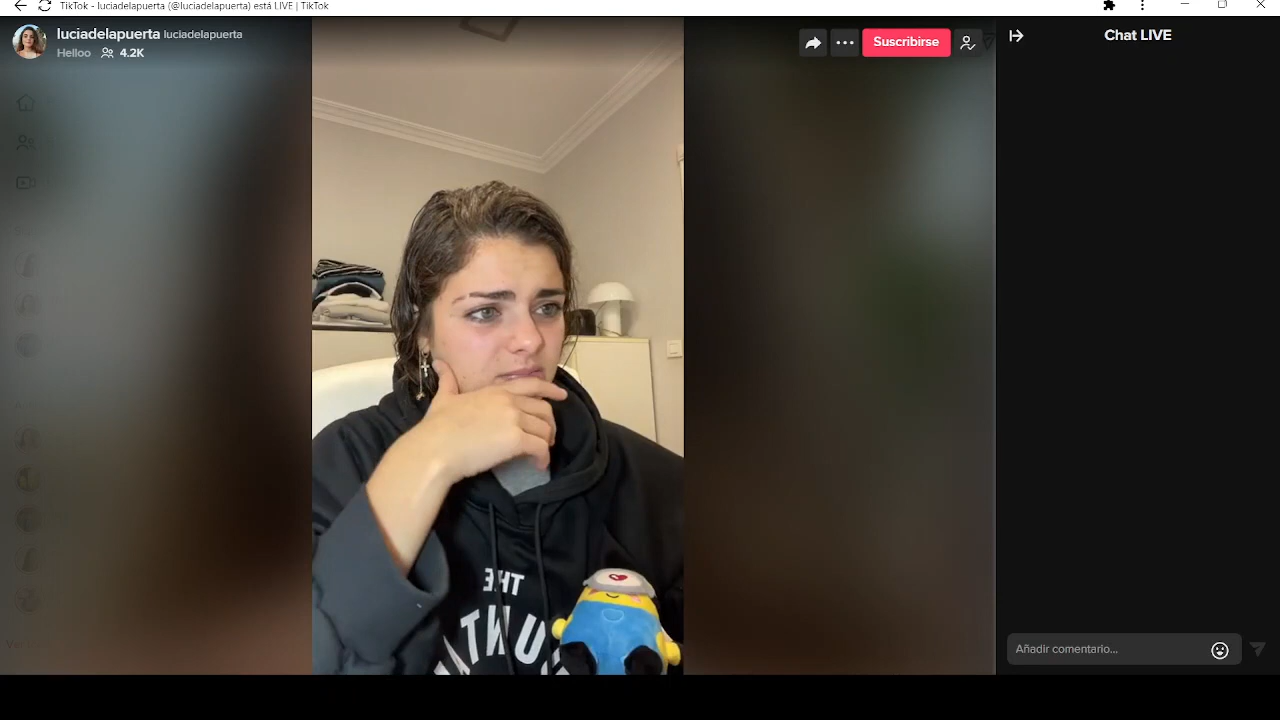 TikTok - luciadelapuerta (@luciadelapuerta) está LIVE | TikTok
luciadelapuerta luciadelapuerta
Helloo 4.2K
Suscribirse
Chat LIVE
THE
Añadir comentario...